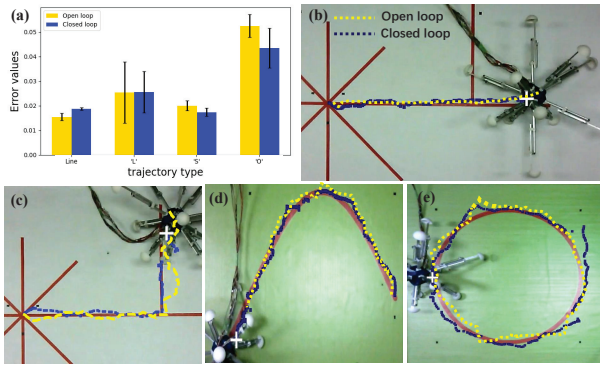 (a)
Open loop
Closed loop
Error values
0.05
0.04
0.03
0.02
0.01
0.00
Line
'L'
'S'
'O'
trajectory type
(b)
Open loop
Closed loop
(c)
(d)
(e)